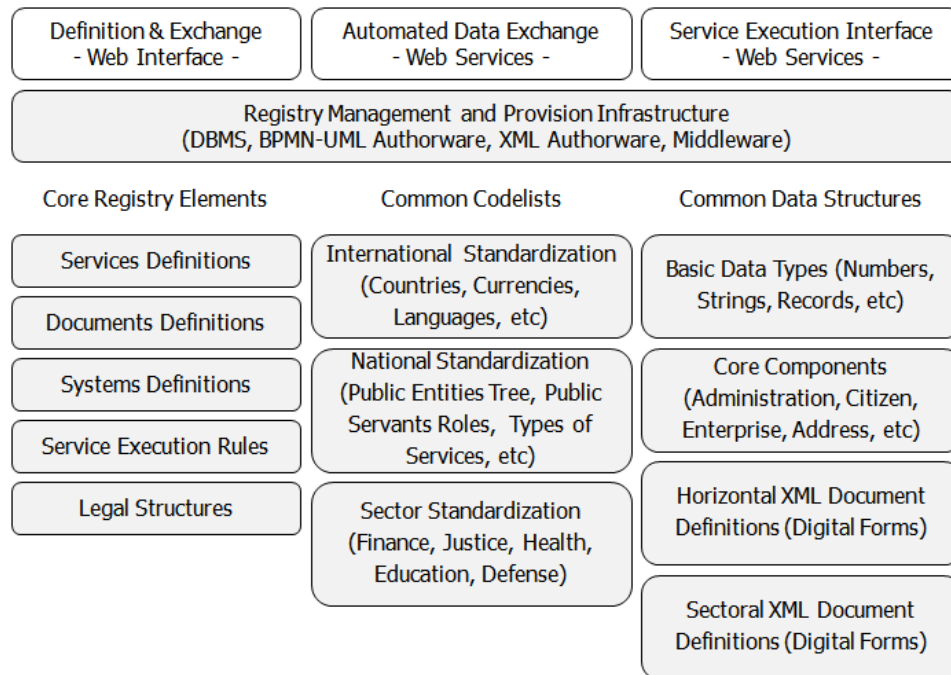 Definition & Exchange
- Web Interface -
Automated Data Exchange
- Web Services -
Service Execution Interface
- Web Services -
Registry Management and Provision Infrastructure
(DBMS, BPMN-UML Authorware, XML Authorware, Middleware)
Core Registry Elements
Services Definitions
Documents Definitions
Systems Definitions
Service Execution Rules
Legal Structures
Common Codelists
International Standardization
(Countries, Currencies,
Languages, etc)
National Standardization
(Public Entities Tree, Public
Servants Roles, Types of
Services, etc)
Sector Standardization
(Finance, Justice, Health,
Education, Defense)
Common Data Structures
Basic Data Types (Numbers,
Strings, Records, etc)
Core Components
(Administration, Citizen,
Enterprise, Address, etc)
Horizontal XML Document
Definitions (Digital Forms)
Sectoral XML Document
Definitions (Digital Forms)